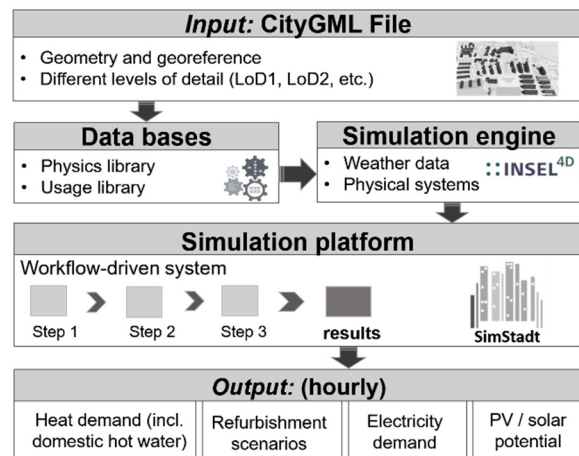 Input: CityGML File
• Geometry and georeference
• Different levels of detail (LoD1, LoD2, etc.)
Data bases
• Physics library
• Usage library
Simulation engine
• Weather data
• Physical systems
::INSEL4D
Simulation platform
Workflow-driven system
Step 1
Step 2
Step 3
results
SimStadt
Output: (hourly)
Heat demand (incl.
domestic hot water)
Refurbishment
scenarios
Electricity
demand
PV / solar
potential